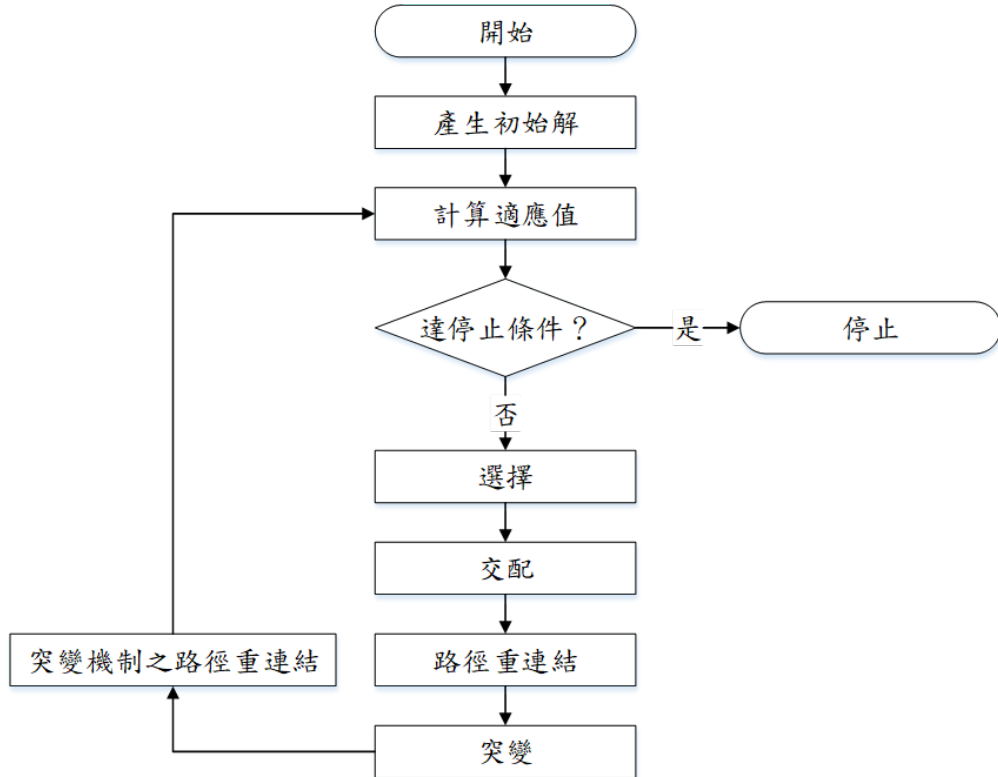 開始
產生初始解
計算適應值
達停止條件？
是
停止
否
選擇
交配
路徑重連結
突變機制之路徑重連結
突變